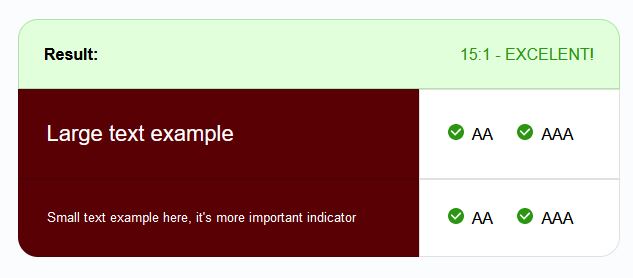 Result: 15:1 - EXCELENT!
Large text example AA AAA
Small text example here, it's more important indicator AA AAA